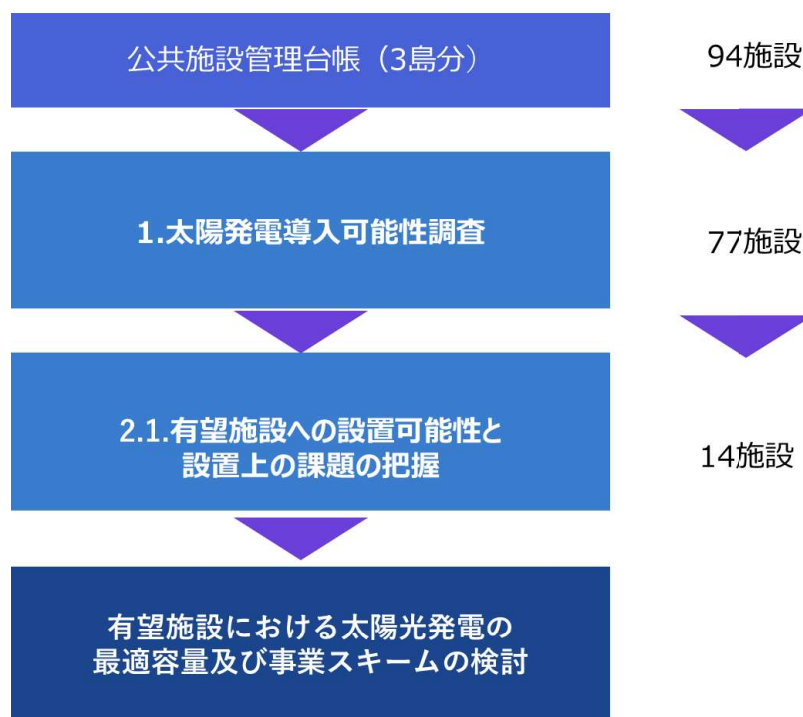 公共施設管理台帳（3島分）
94施設
1.太陽発電導入可能性調査
77施設
2.1.有望施設への設置可能性と
設置上の課題の把握
14施設
有望施設における太陽光発電の
最適容量及び事業スキームの検討